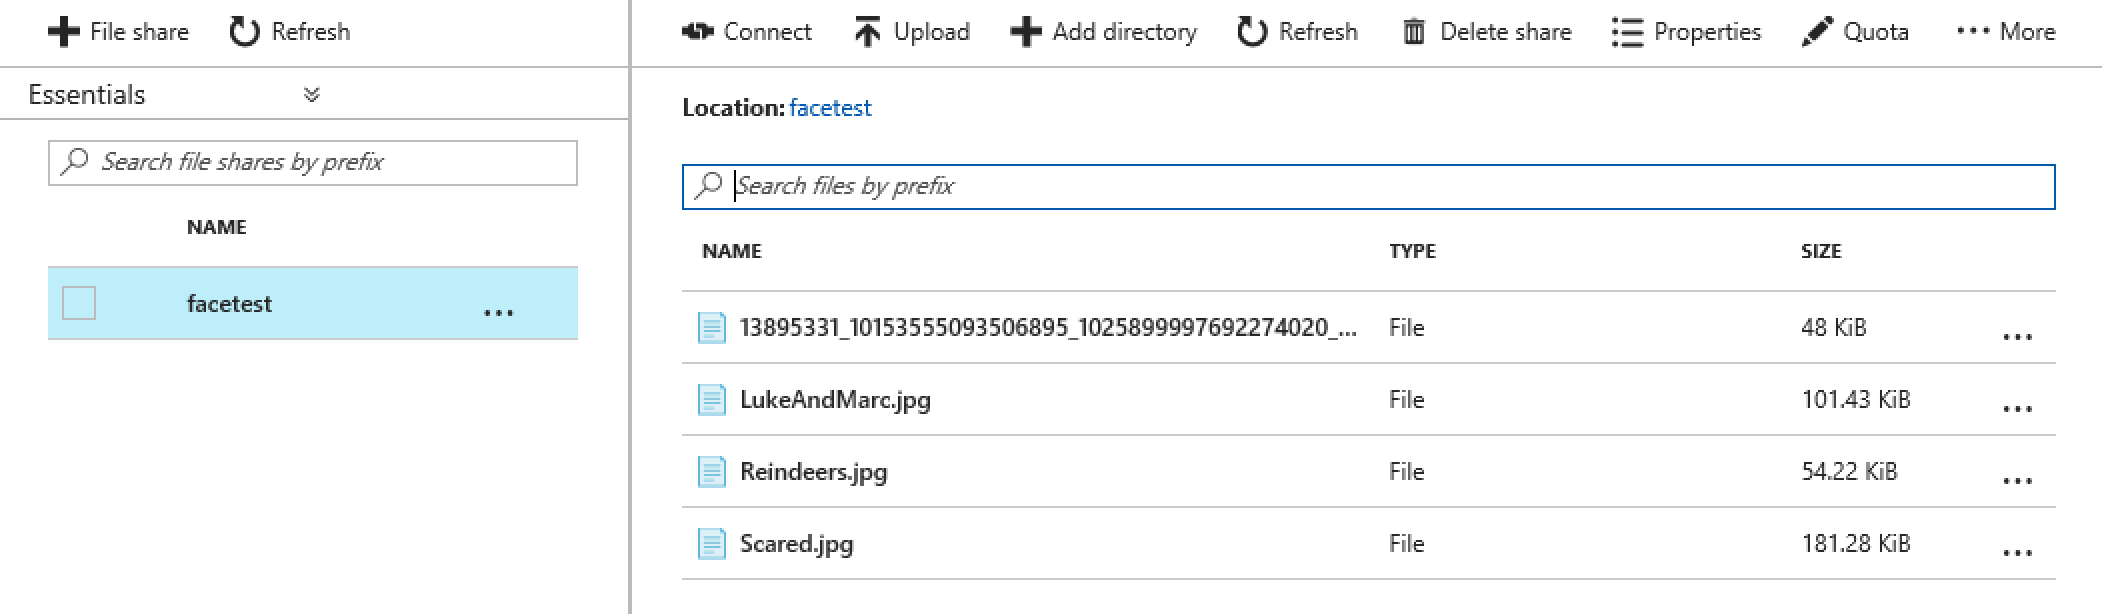 File share Refresh
Essentials
Search file shares by prefix
NAME
facetest ...
Connect Upload Add directory Refresh Delete share Properties Quota ... More
Location: facetest
Search files by prefix
NAME TYPE SIZE
13895331_10153555093506895_1025899997692274020_... File 48 KiB ...
LukeAndMarc.jpg File 101.43 KiB ...
Reindeers.jpg File 54.22 KiB ...
Scared.jpg File 181.28 KiB ...